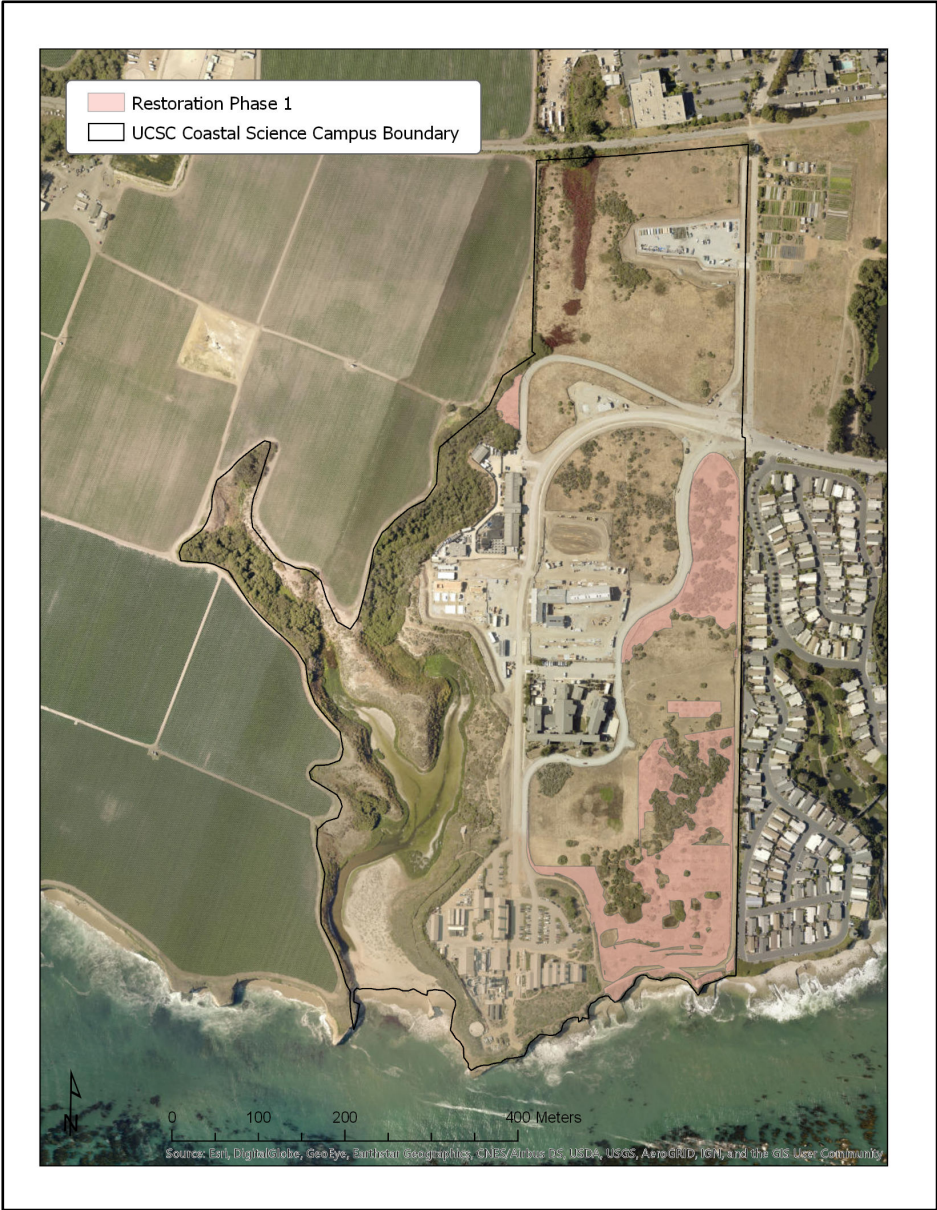 Restoration Phase 1
UCSC Coastal Science Campus Boundary
N
0 100 200 400 Meters
Source: Esri, DigitalGlobe, GeoEye, Earthstar Geographics, CNES/Airbus DS, USDA, USGS, AeroGRID, IGN, and the GIS User Community